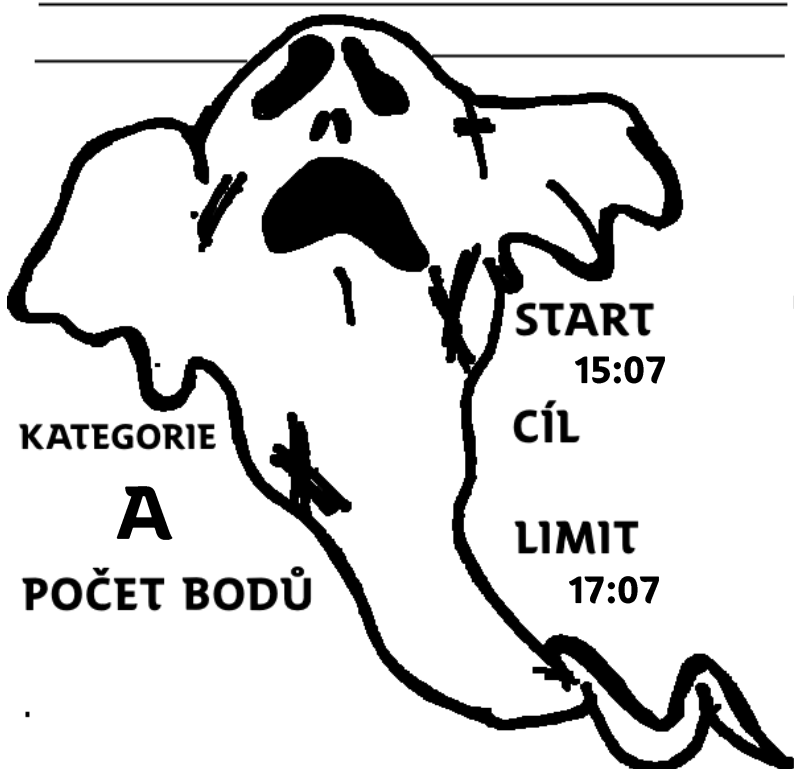 START
15:07
CÍL
KATEGORIE
A
LIMIT
17:07
POČET BODŮ